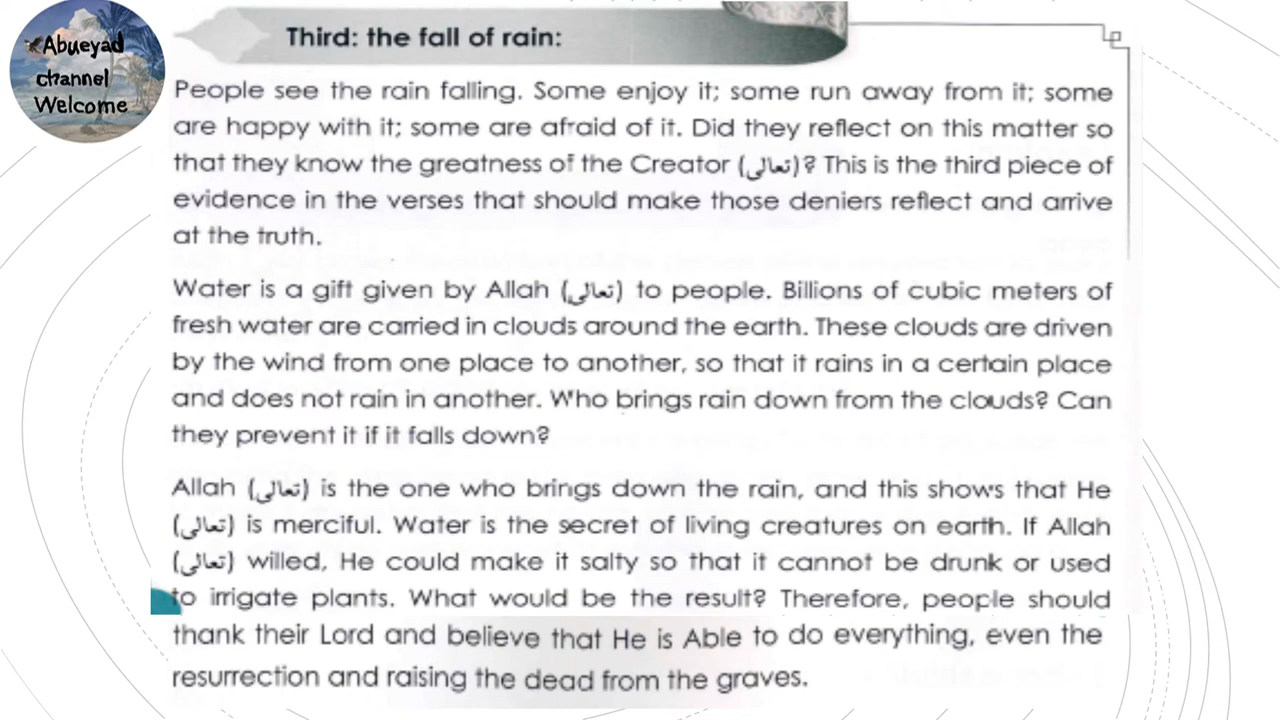 Abueyad
channel
Welcome
Third: the fall of rain:
People see the rain falling. Some enjoy it; some run away from it; some
are happy with it; some are afraid of it. Did they reflect on this matter so
that they know the greatness of the Creator (تعالى)? This is the third piece of
evidence in the verses that should make those deniers reflect and arrive
at the truth.
Water is a gift given by Allah (تعالى) to people. Billions of cubic meters of
fresh water are carried in clouds around the earth. These clouds are driven
by the wind from one place to another, so that it rains in a certain place
and does not rain in another. Who brings rain down from the clouds? Can
they prevent it if it falls down?
Allah (تعالى) is the one who brings down the rain, and this shows that He
(تعالى) is merciful. Water is the secret of living creatures on earth. If Allah
(تعالى) willed, He could make it salty so that it cannot be drunk or used
to irrigate plants. What would be the result? Therefore, people should
thank their Lord and believe that He is Able to do everything, even the
resurrection and raising the dead from the graves.